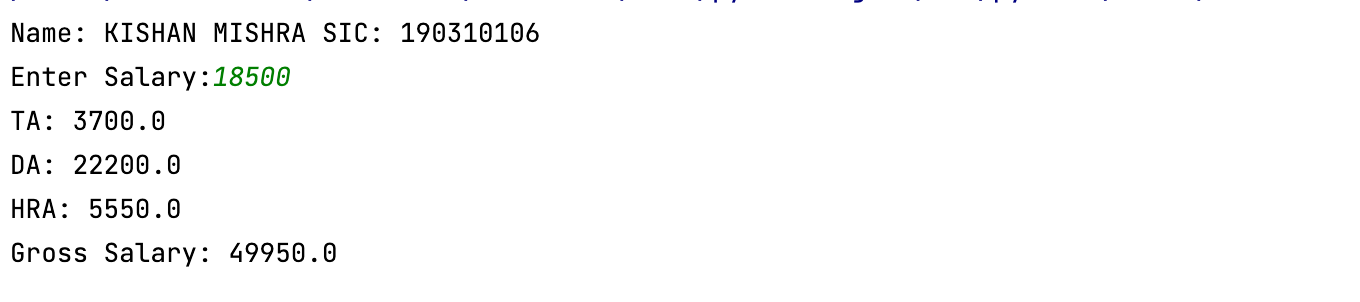 Name: KISHAN MISHRA SIC: 190310106
Enter Salary:18500
TA: 3700.0
DA: 22200.0
HRA: 5550.0
Gross Salary: 49950.0